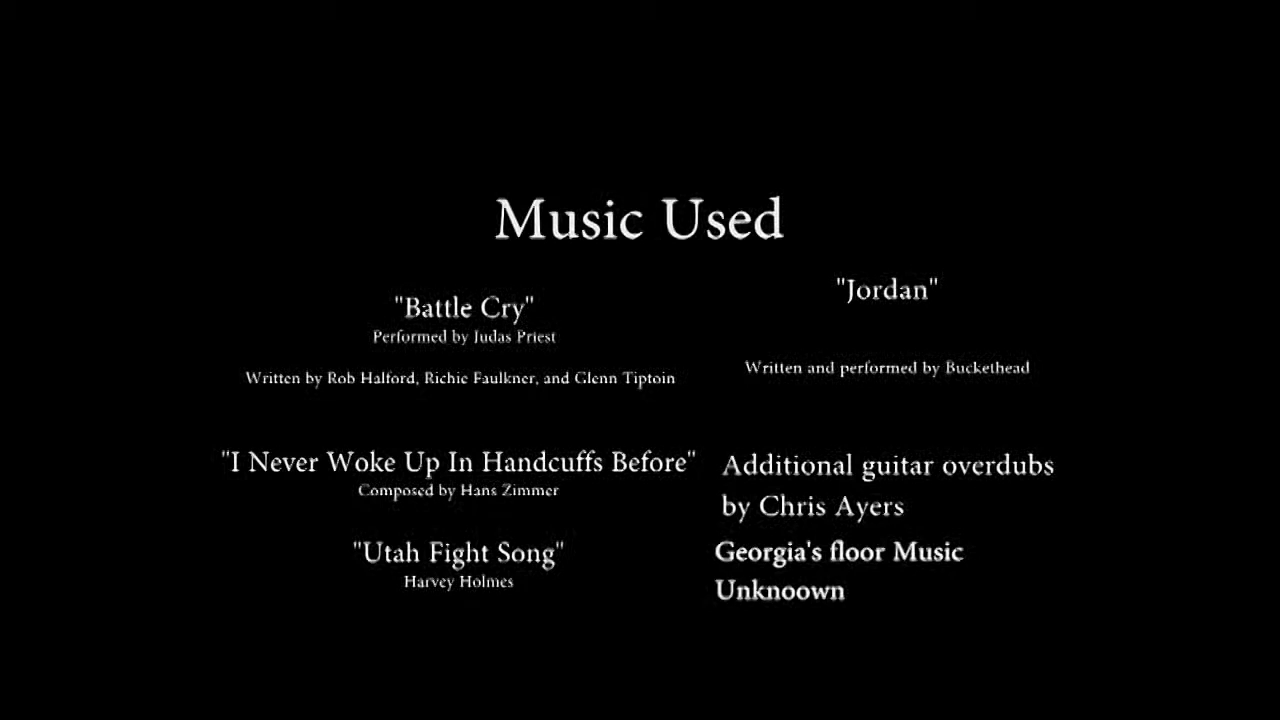 Music Used
"Battle Cry"
Performed by Judas Priest
Written by Rob Halford, Richie Faulkner, and Glenn Tiptoin
"Jordan"
Written and performed by Buckethead
"I Never Woke Up In Handcuffs Before"
Composed by Hans Zimmer
Additional guitar overdubs
by Chris Ayers
"Utah Fight Song"
Harvey Holmes
Georgia's floor Music
Unknoown